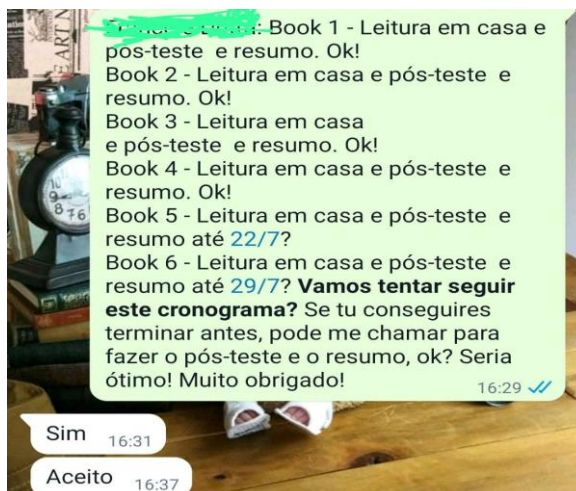 Book 1 - Leitura em casa e
pós-teste e resumo. Ok!
Book 2 - Leitura em casa e pós-teste e
resumo. Ok!
Book 3 - Leitura em casa
e pós-teste e resumo. Ok!
Book 4 - Leitura em casa e pós-teste e
resumo. Ok!
Book 5 - Leitura em casa e pós-teste e
resumo até 22/7?
Book 6 - Leitura em casa e pós-teste e
resumo até 29/7? Vamos tentar seguir
este cronograma? Se tu conseguires
terminar antes, pode me chamar para
fazer o pós-teste e o resumo, ok? Seria
ótimo! Muito obrigado!
16:29
Sim 16:31
Aceito 16:37